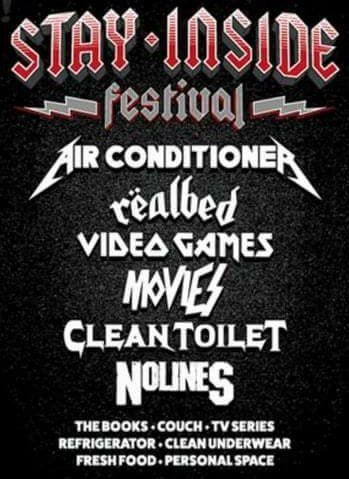 STAY · INSIDE
festival
AIR CONDITIONER
rëalbed
VIDEO GAMES
MOVIES
CLEAN TOILET
NOLINES
THE BOOKS · COUCH · TV SERIES
REFRIGERATOR · CLEAN UNDERWEAR
FRESH FOOD · PERSONAL SPACE